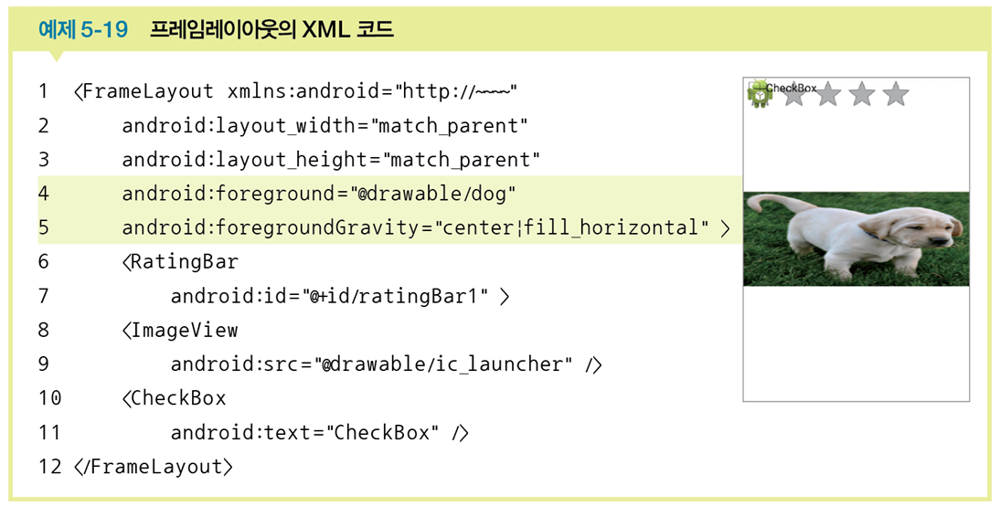 예제 5-19 프레임레이아웃의 XML 코드
1 <FrameLayout xmlns:android="http://~~~~"
2 android:layout_width="match_parent"
3 android:layout_height="match_parent"
4 android:foreground="@drawable/dog"
5 android:foregroundGravity="center¦fill_horizontal" >
6 <RatingBar
7 android:id="@+id/ratingBar1" >
8 <ImageView
9 android:src="@drawable/ic_launcher" />
10 <CheckBox
11 android:text="CheckBox" />
12 </FrameLayout>
CheckBox